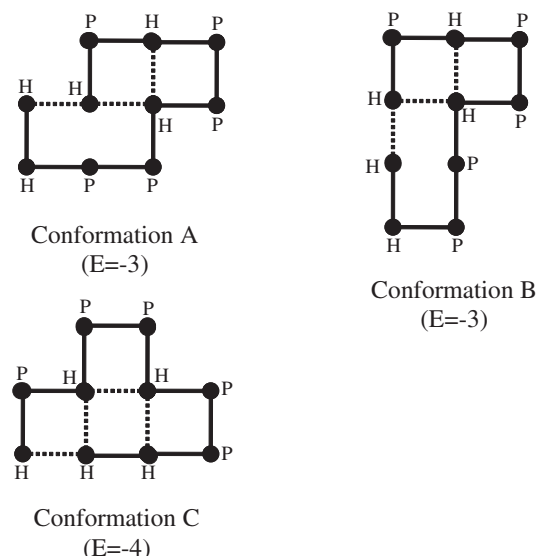 P H P
H H
H P
H P P
Conformation A
(E=-3)
P H P
H H P
H P
H P
Conformation B
(E=-3)
P P
P H H P
H H H P
Conformation C
(E=-4)